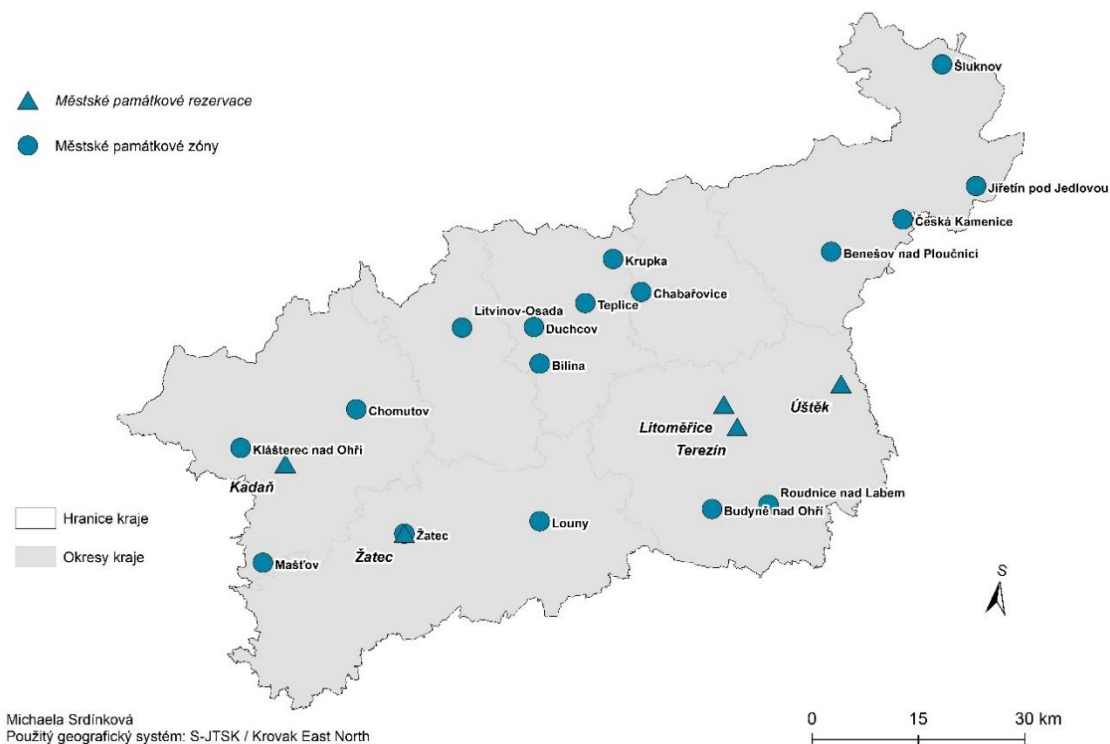 Šluknov
Městské památkové rezervace
Městské památkové zóny
Jiřetín pod Jedlovou
Česká Kamenice
Benešov nad Ploučnicí
Krupka
Chabařovice
Teplice
Litvínov-Osada
Duchcov
Bílina
Úštěk
Chomutov
Litoměřice
Terezín
Klášterec nad Ohří
Kadaň
Roudnice nad Labem
Budyně nad Ohří
Hranice kraje
Louny
Žatec
Žatec
Okresy kraje
Mašťov
S
Michaela Srdínková
Použitý geografický systém: S-JTSK / Krovak East North
0 15 30 km